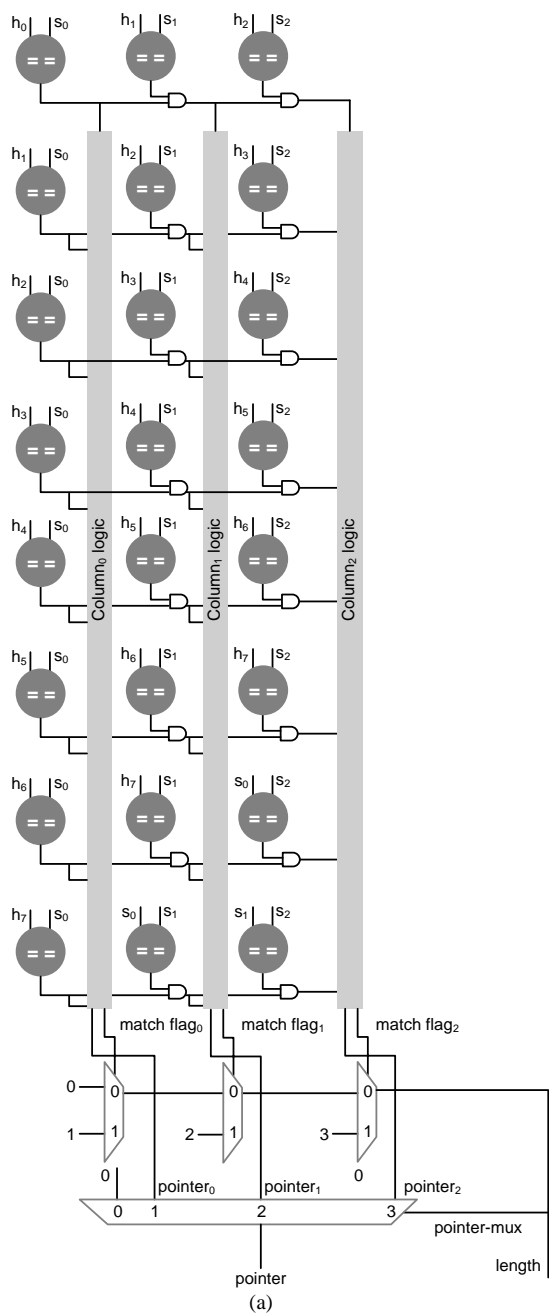 h0 s0 h1 s1 h2 s2
== == ==
h1 s0 h2 s1 h3 s2
== == ==
h2 s0 h3 s1 h4 s2
== == ==
h3 s0 h4 s1 h5 s2
== == ==
h4 s0 h5 s1 h6 s2
== == ==
Column0 logic Column1 logic Column2 logic
h5 s0 h6 s1 h7 s2
== == ==
h6 s0 h7 s1 s0 s2
== == ==
h7 s0 s0 s1 s1 s2
== == ==
match flag0 match flag1 match flag2
0 0 0 0
1 1 2 1 3 1
0 0
pointer0 pointer1 pointer2
0 1 2 3
pointer-mux
length
pointer
(a)